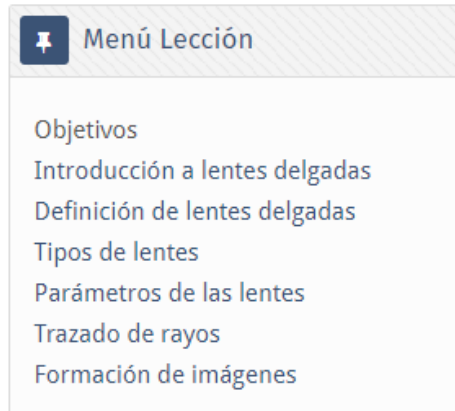 Menú Lección
Objetivos
Introducción a lentes delgadas
Definición de lentes delgadas
Tipos de lentes
Parámetros de las lentes
Trazado de rayos
Formación de imágenes